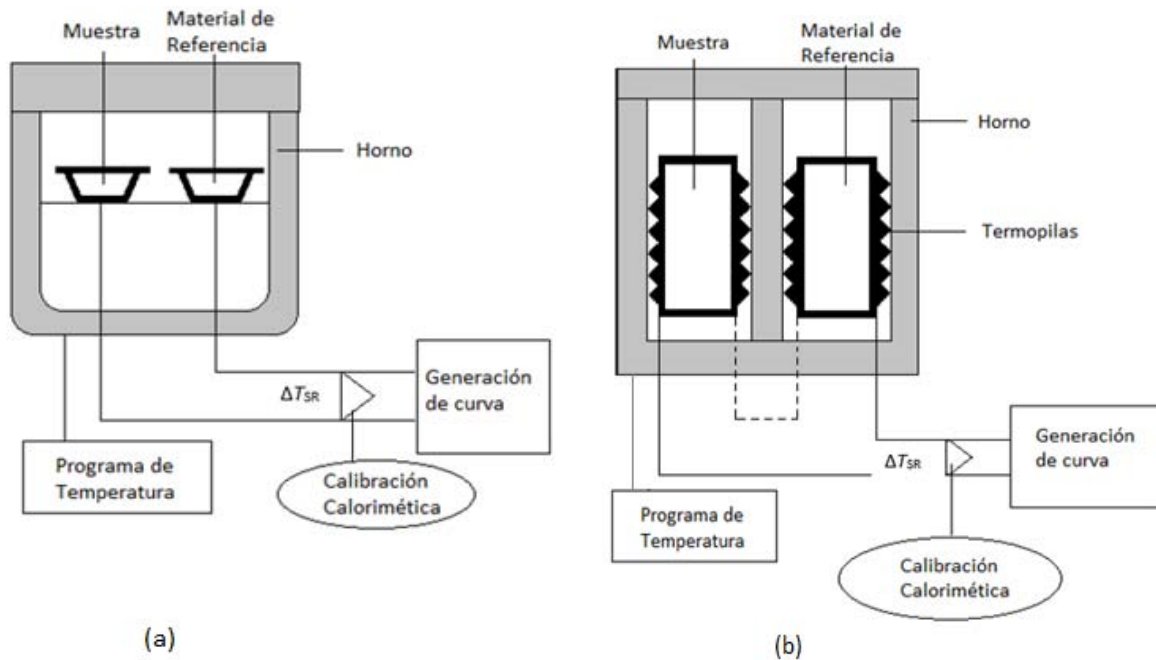 Muestra
Material de
Referencia
Horno
ΔTSR
Generación
de curva
Programa de
Temperatura
Calibración
Calorimética
(a)
Muestra
Material de
Referencia
Horno
Termopilas
ΔTSR
Generación
de curva
Programa de
Temperatura
Calibración
Calorimética
(b)